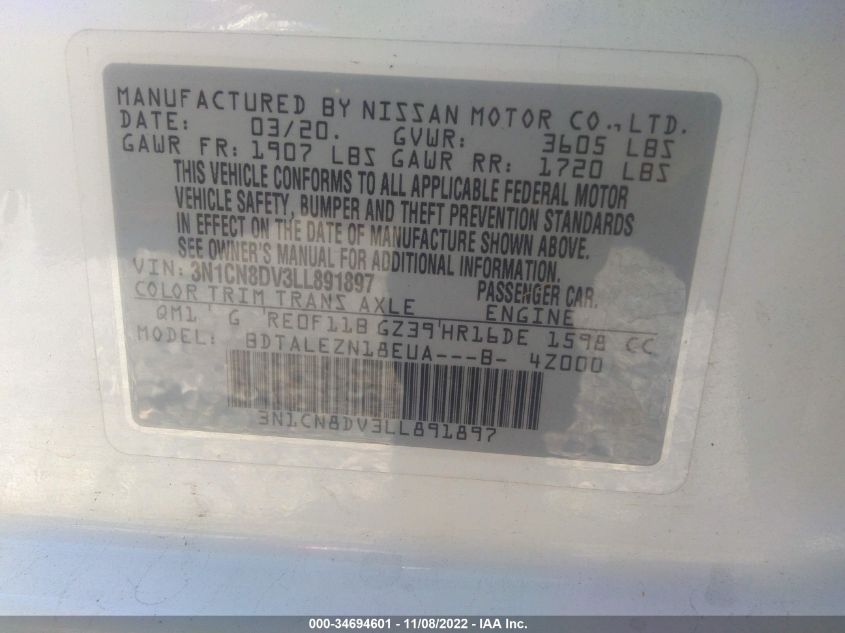 MANUFACTURED BY NISSAN MOTOR CO., LTD.
DATE: 03/20. GVWR: 3605 LBS
GAWR FR: 1907 LBS GAWR RR: 1720 LBS
THIS VEHICLE CONFORMS TO ALL APPLICABLE FEDERAL MOTOR
VEHICLE SAFETY, BUMPER AND THEFT PREVENTION STANDARDS
IN EFFECT ON THE DATE OF MANUFACTURE SHOWN ABOVE.
SEE OWNER'S MANUAL FOR ADDITIONAL INFORMATION.
VIN: 3N1CN8DV3LL891897 PASSENGER CAR.
COLOR TRIM TRANS AXLE ENGINE
QM1 G RE0F11B GZ39 HR16DE 1598 CC
MODEL: BDTALEZN18EUA---B- 4Z000
3N1CN8DV3LL891897
000-34694601 - 11/08/2022 - IAA Inc.